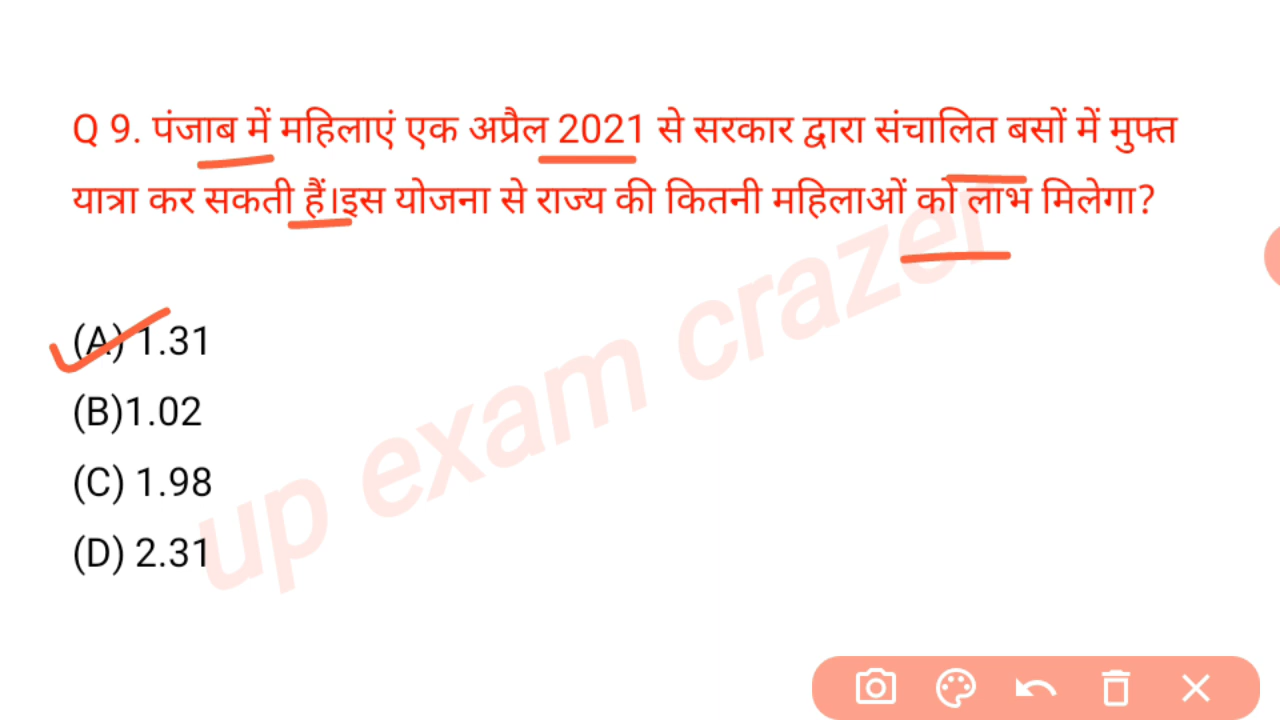 Q 9. पंजाब में महिलाएं एक अप्रैल 2021 से सरकार द्वारा संचालित बसों में मुफ्त
यात्रा कर सकती हैं।इस योजना से राज्य की कितनी महिलाओं को लाभ मिलेगा?
(A) 1.31
(B)1.02
(C) 1.98
(D) 2.31
up exam crazer